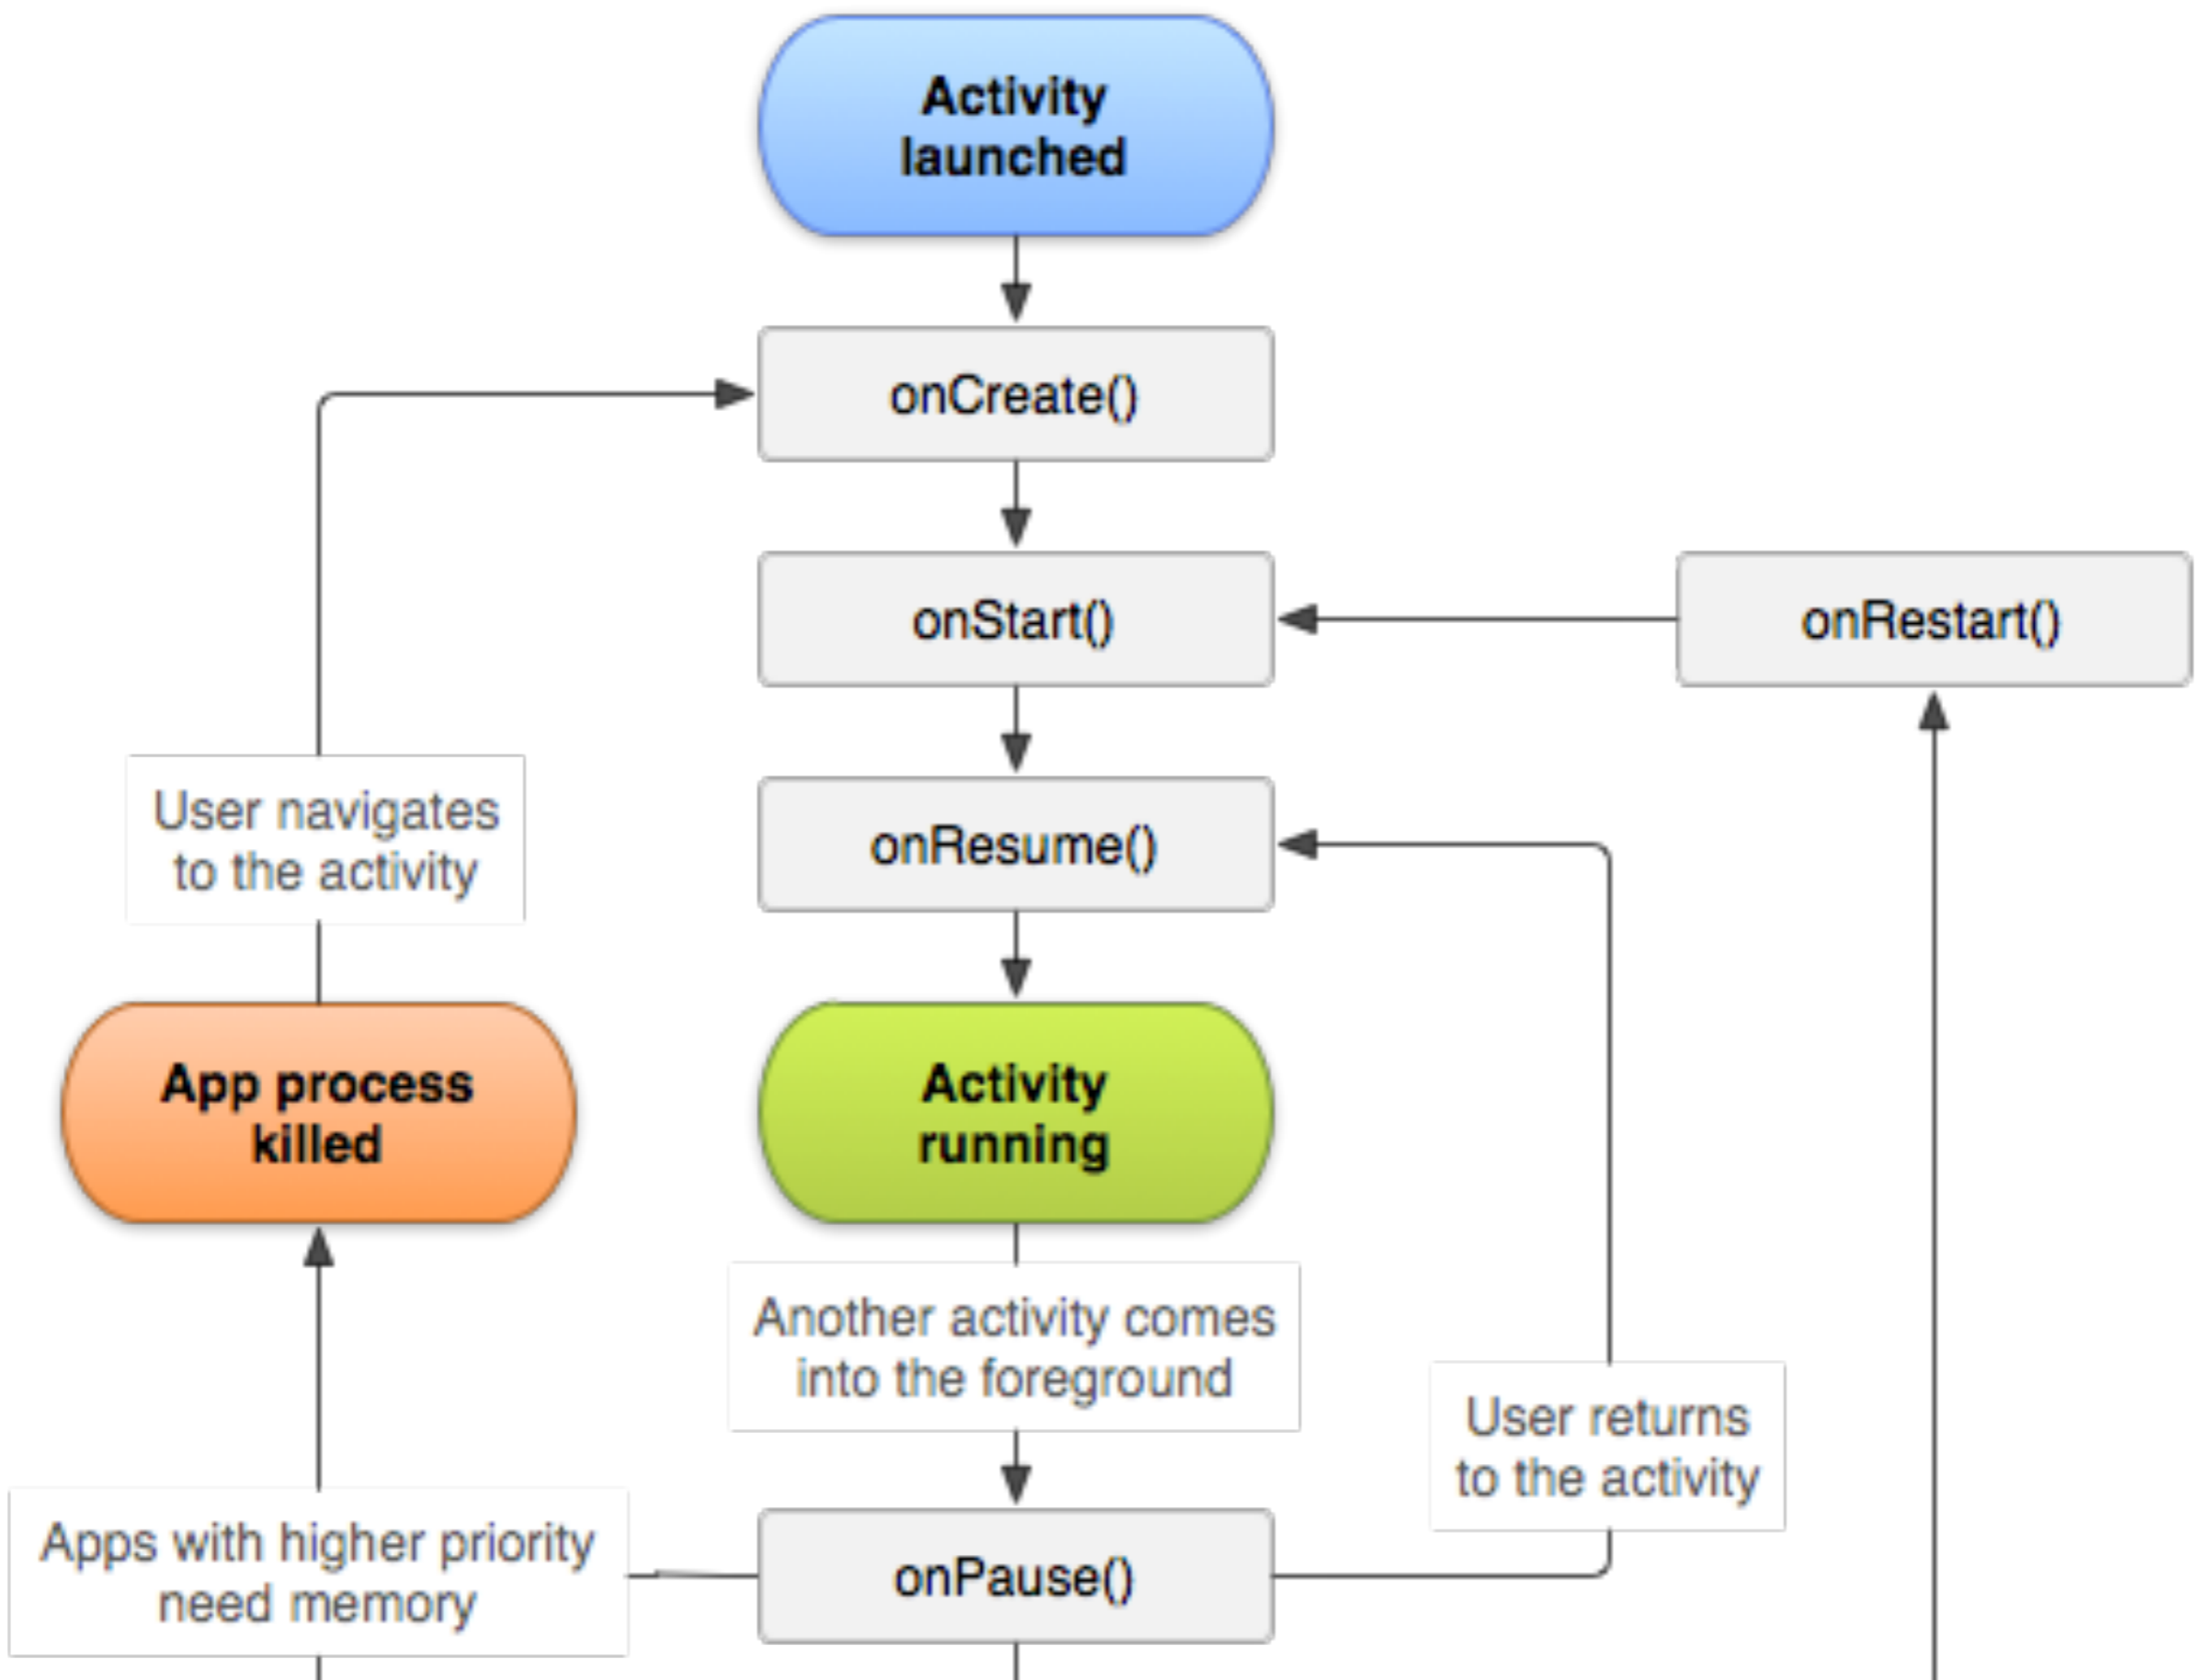 Activity
launched
onCreate()
onStart()
onRestart()
onResume()
User navigates
to the activity
App process
killed
Activity
running
Another activity comes
into the foreground
User returns
to the activity
Apps with higher priority
need memory
onPause()